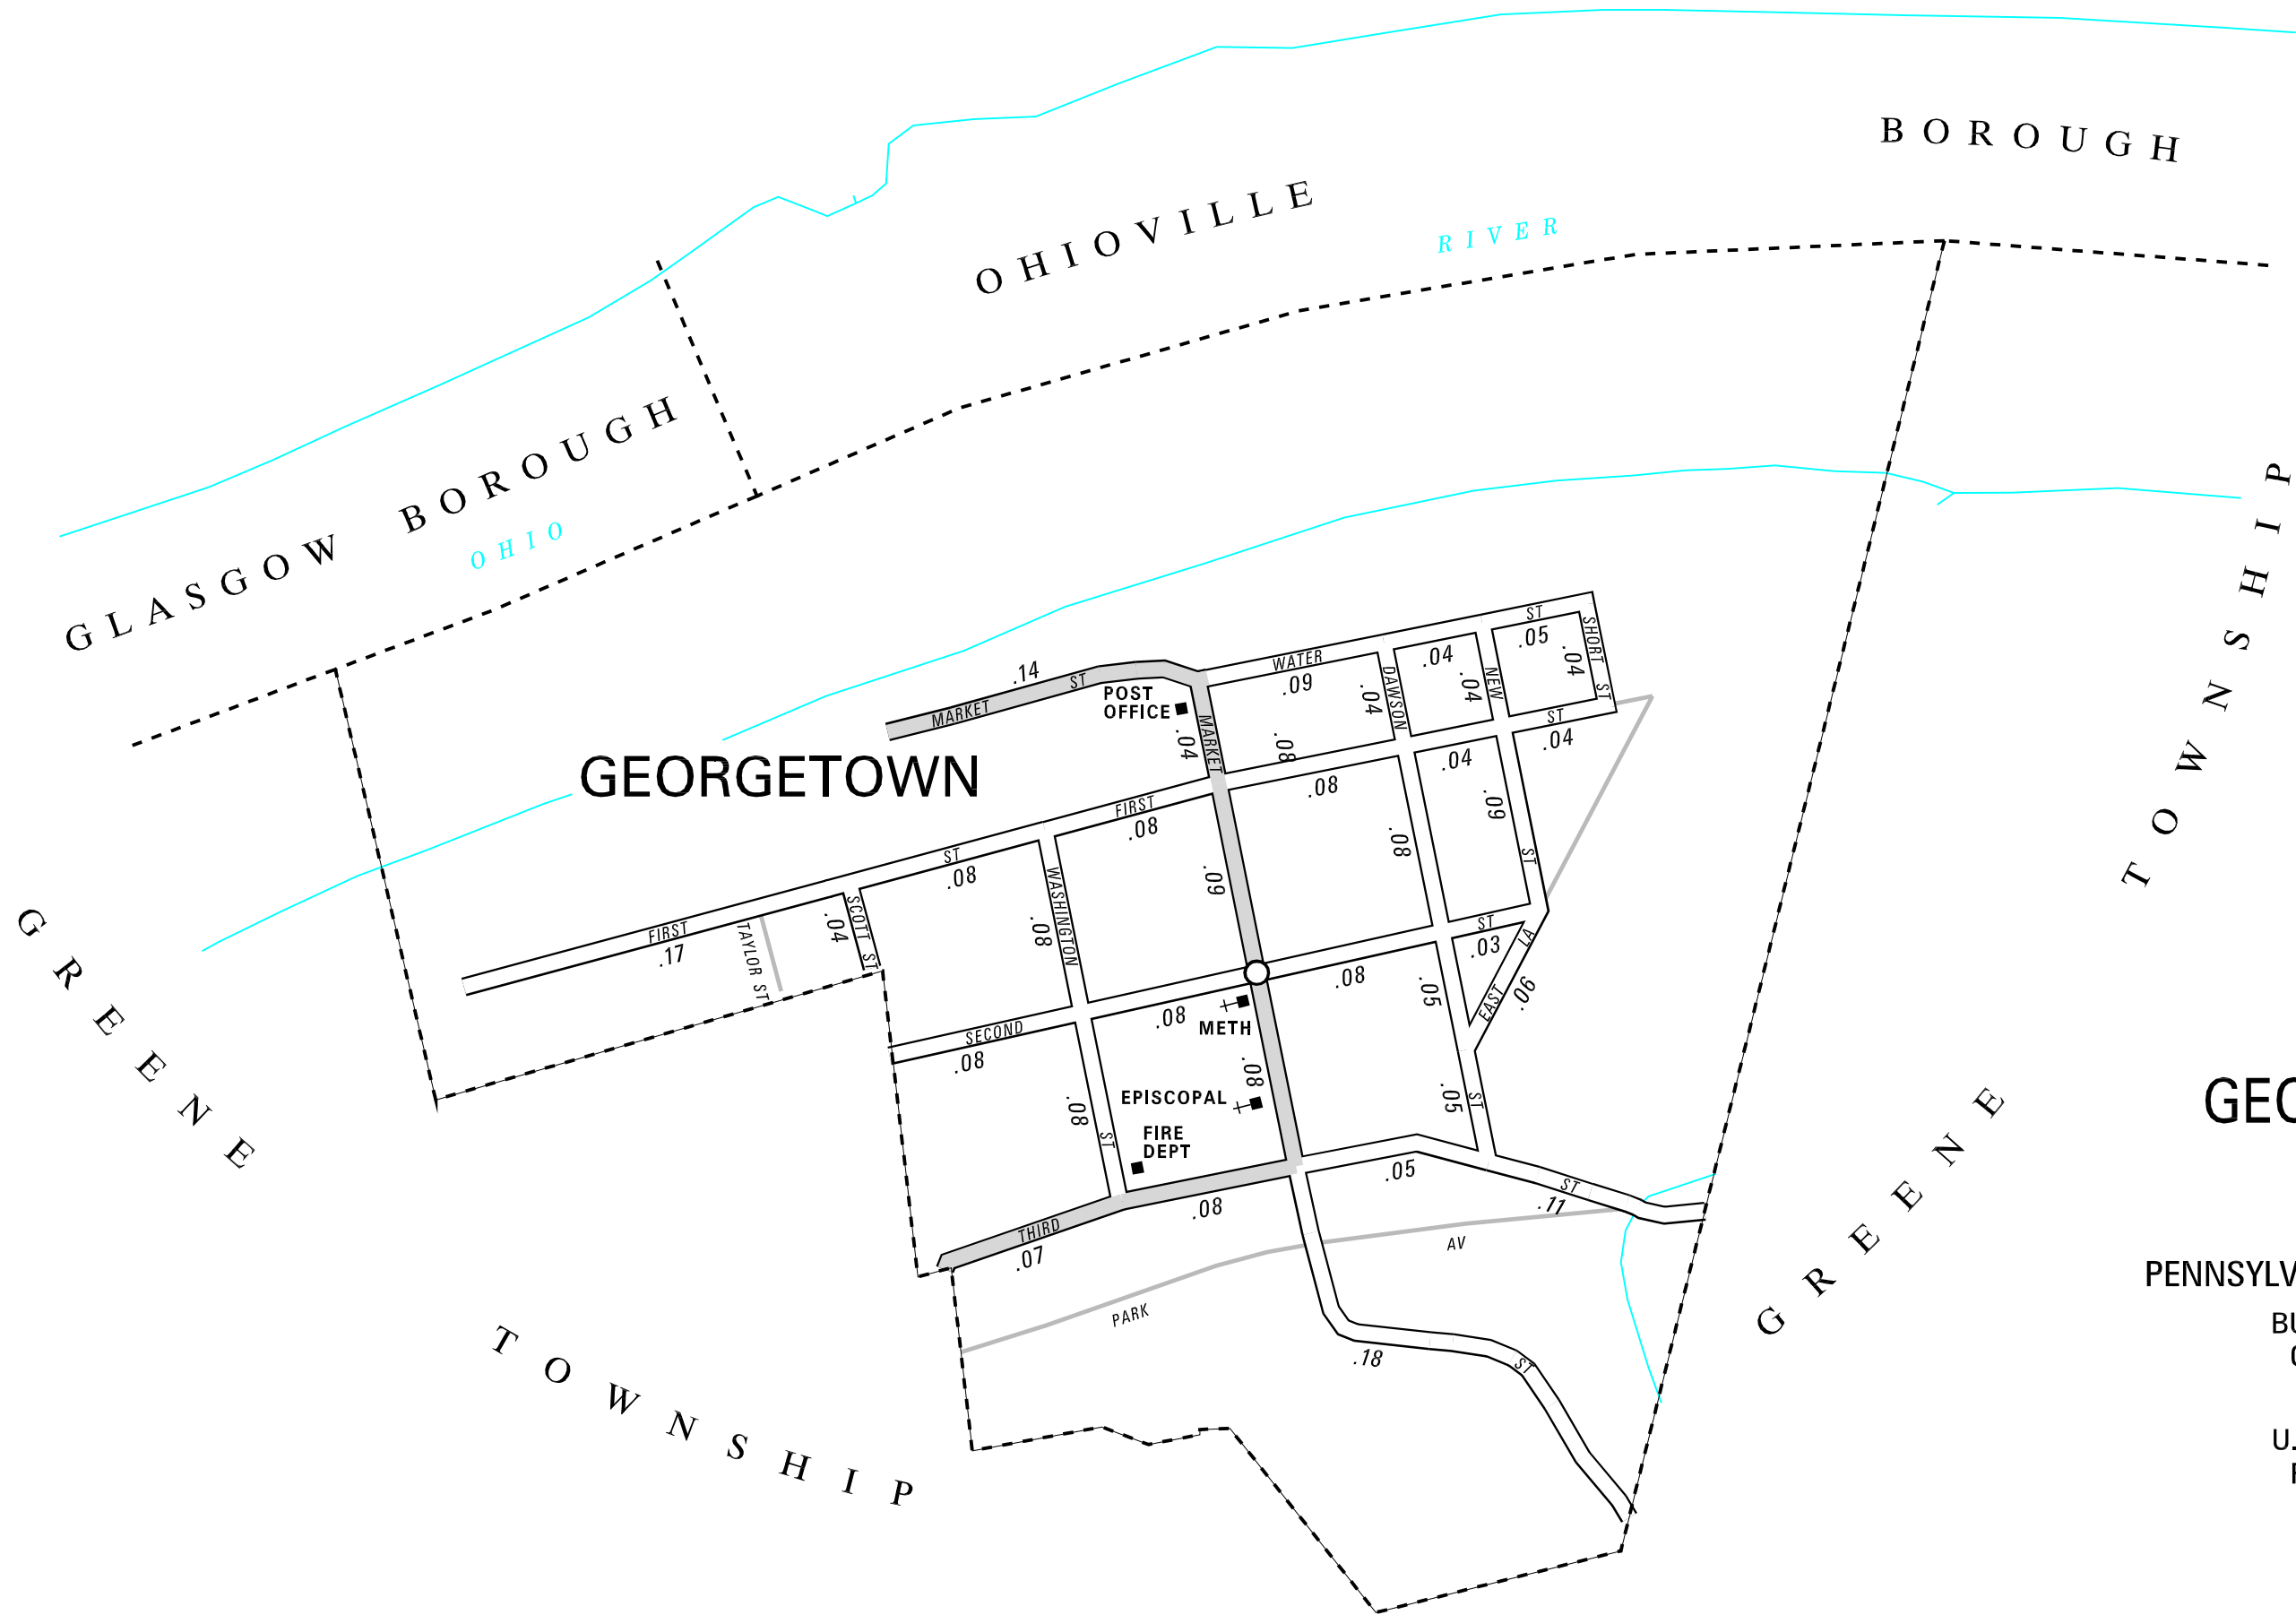 BOROUGH
OHIOVILLE
RIVER
GLASGOW BOROUGH
OHIO
TOWNSHIP
GREENE
GEORGETOWN
.14
MARKET ST
POST
OFFICE
.04
MARKET
WATER ST
.09
.04
DAWSON
.04
.04
NEW
.05
.04
SHORT ST
.08
FIRST
.08
.08
.04
ST
.04
ST
.08
FIRST
.17
TAYLOR ST
.04
SCOTT ST
WASHINGTON
.08
.09
.08
.09
ST
ST
.03
EAST LA
.06
SECOND
.08
.08
METH
.08
.05
.08
EPISCOPAL
FIRE
DEPT
.08
ST
.05
ST
THIRD
.07
.08
.05
ST
.11
PARK AV
.18
ST
GREENE
TOWNSHIP
GEO
PENNSYLV
BU
U.